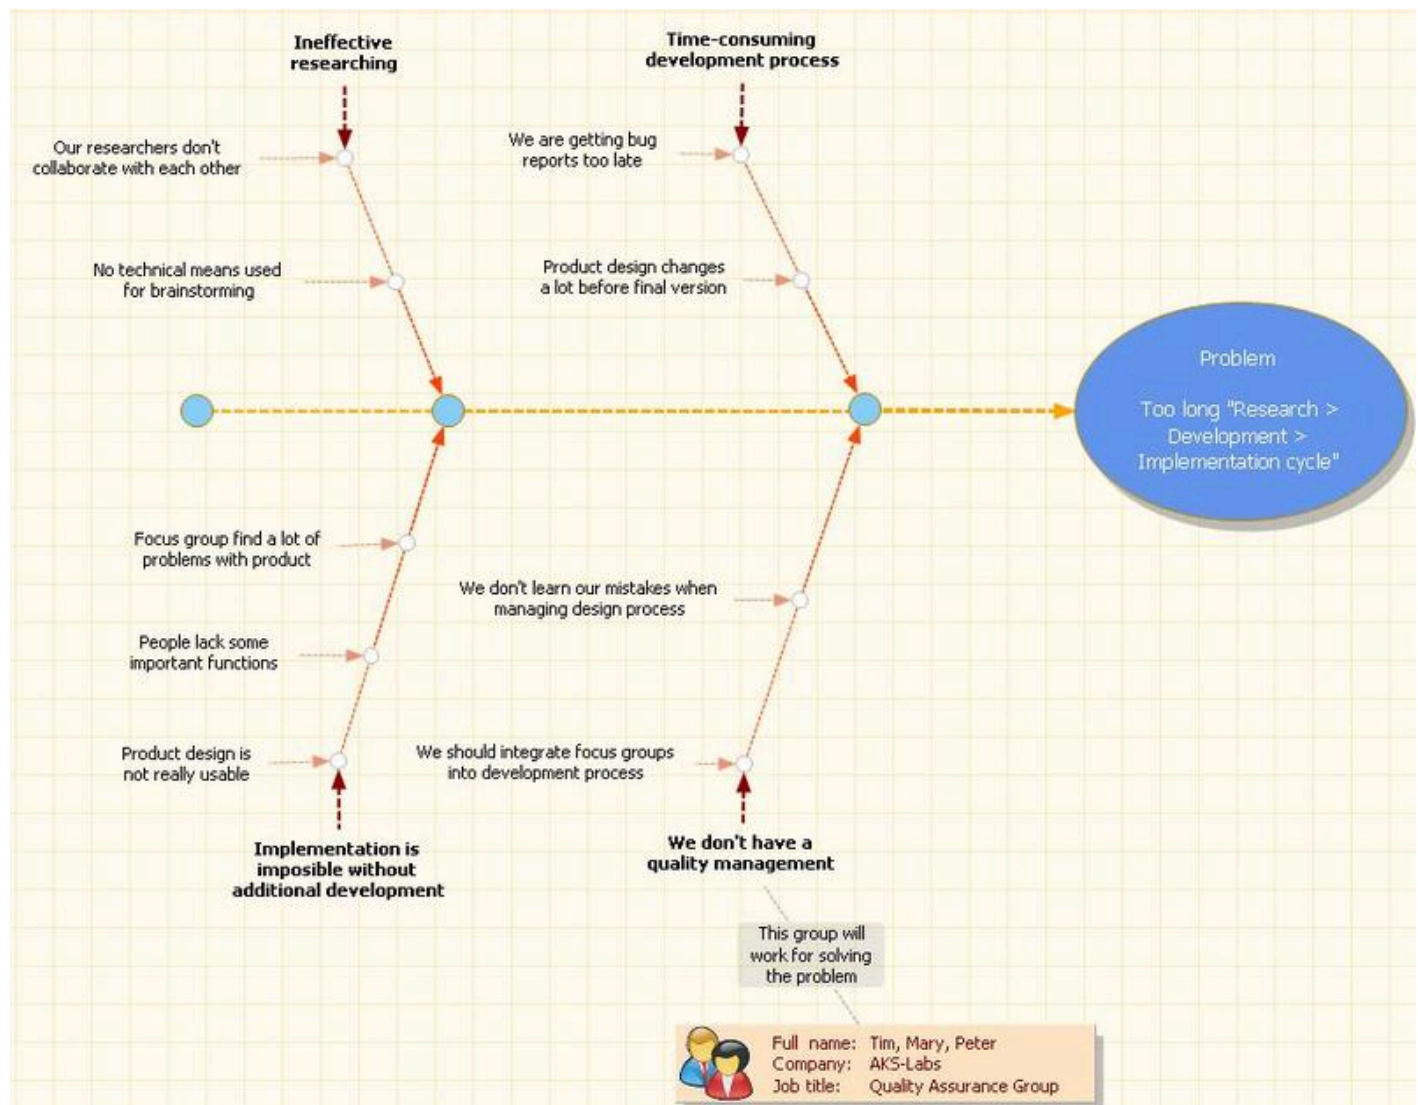 Ineffective
researching
Time-consuming
development process
Our researchers don't
collaborate with each other
We are getting bug
reports too late
No technical means used
for brainstorming
Product design changes
a lot before final version
Problem
Too long "Research >
Development >
Implementation cycle"
Focus group find a lot of
problems with product
We don't learn our mistakes when
managing design process
People lack some
important functions
Product design is
not really usable
We should integrate focus groups
into development process
Implementation is
imposible without
additional development
We don't have a
quality management
This group will
work for solving
the problem
Full name: Tim, Mary, Peter
Company: AKS-Labs
Job title: Quality Assurance Group